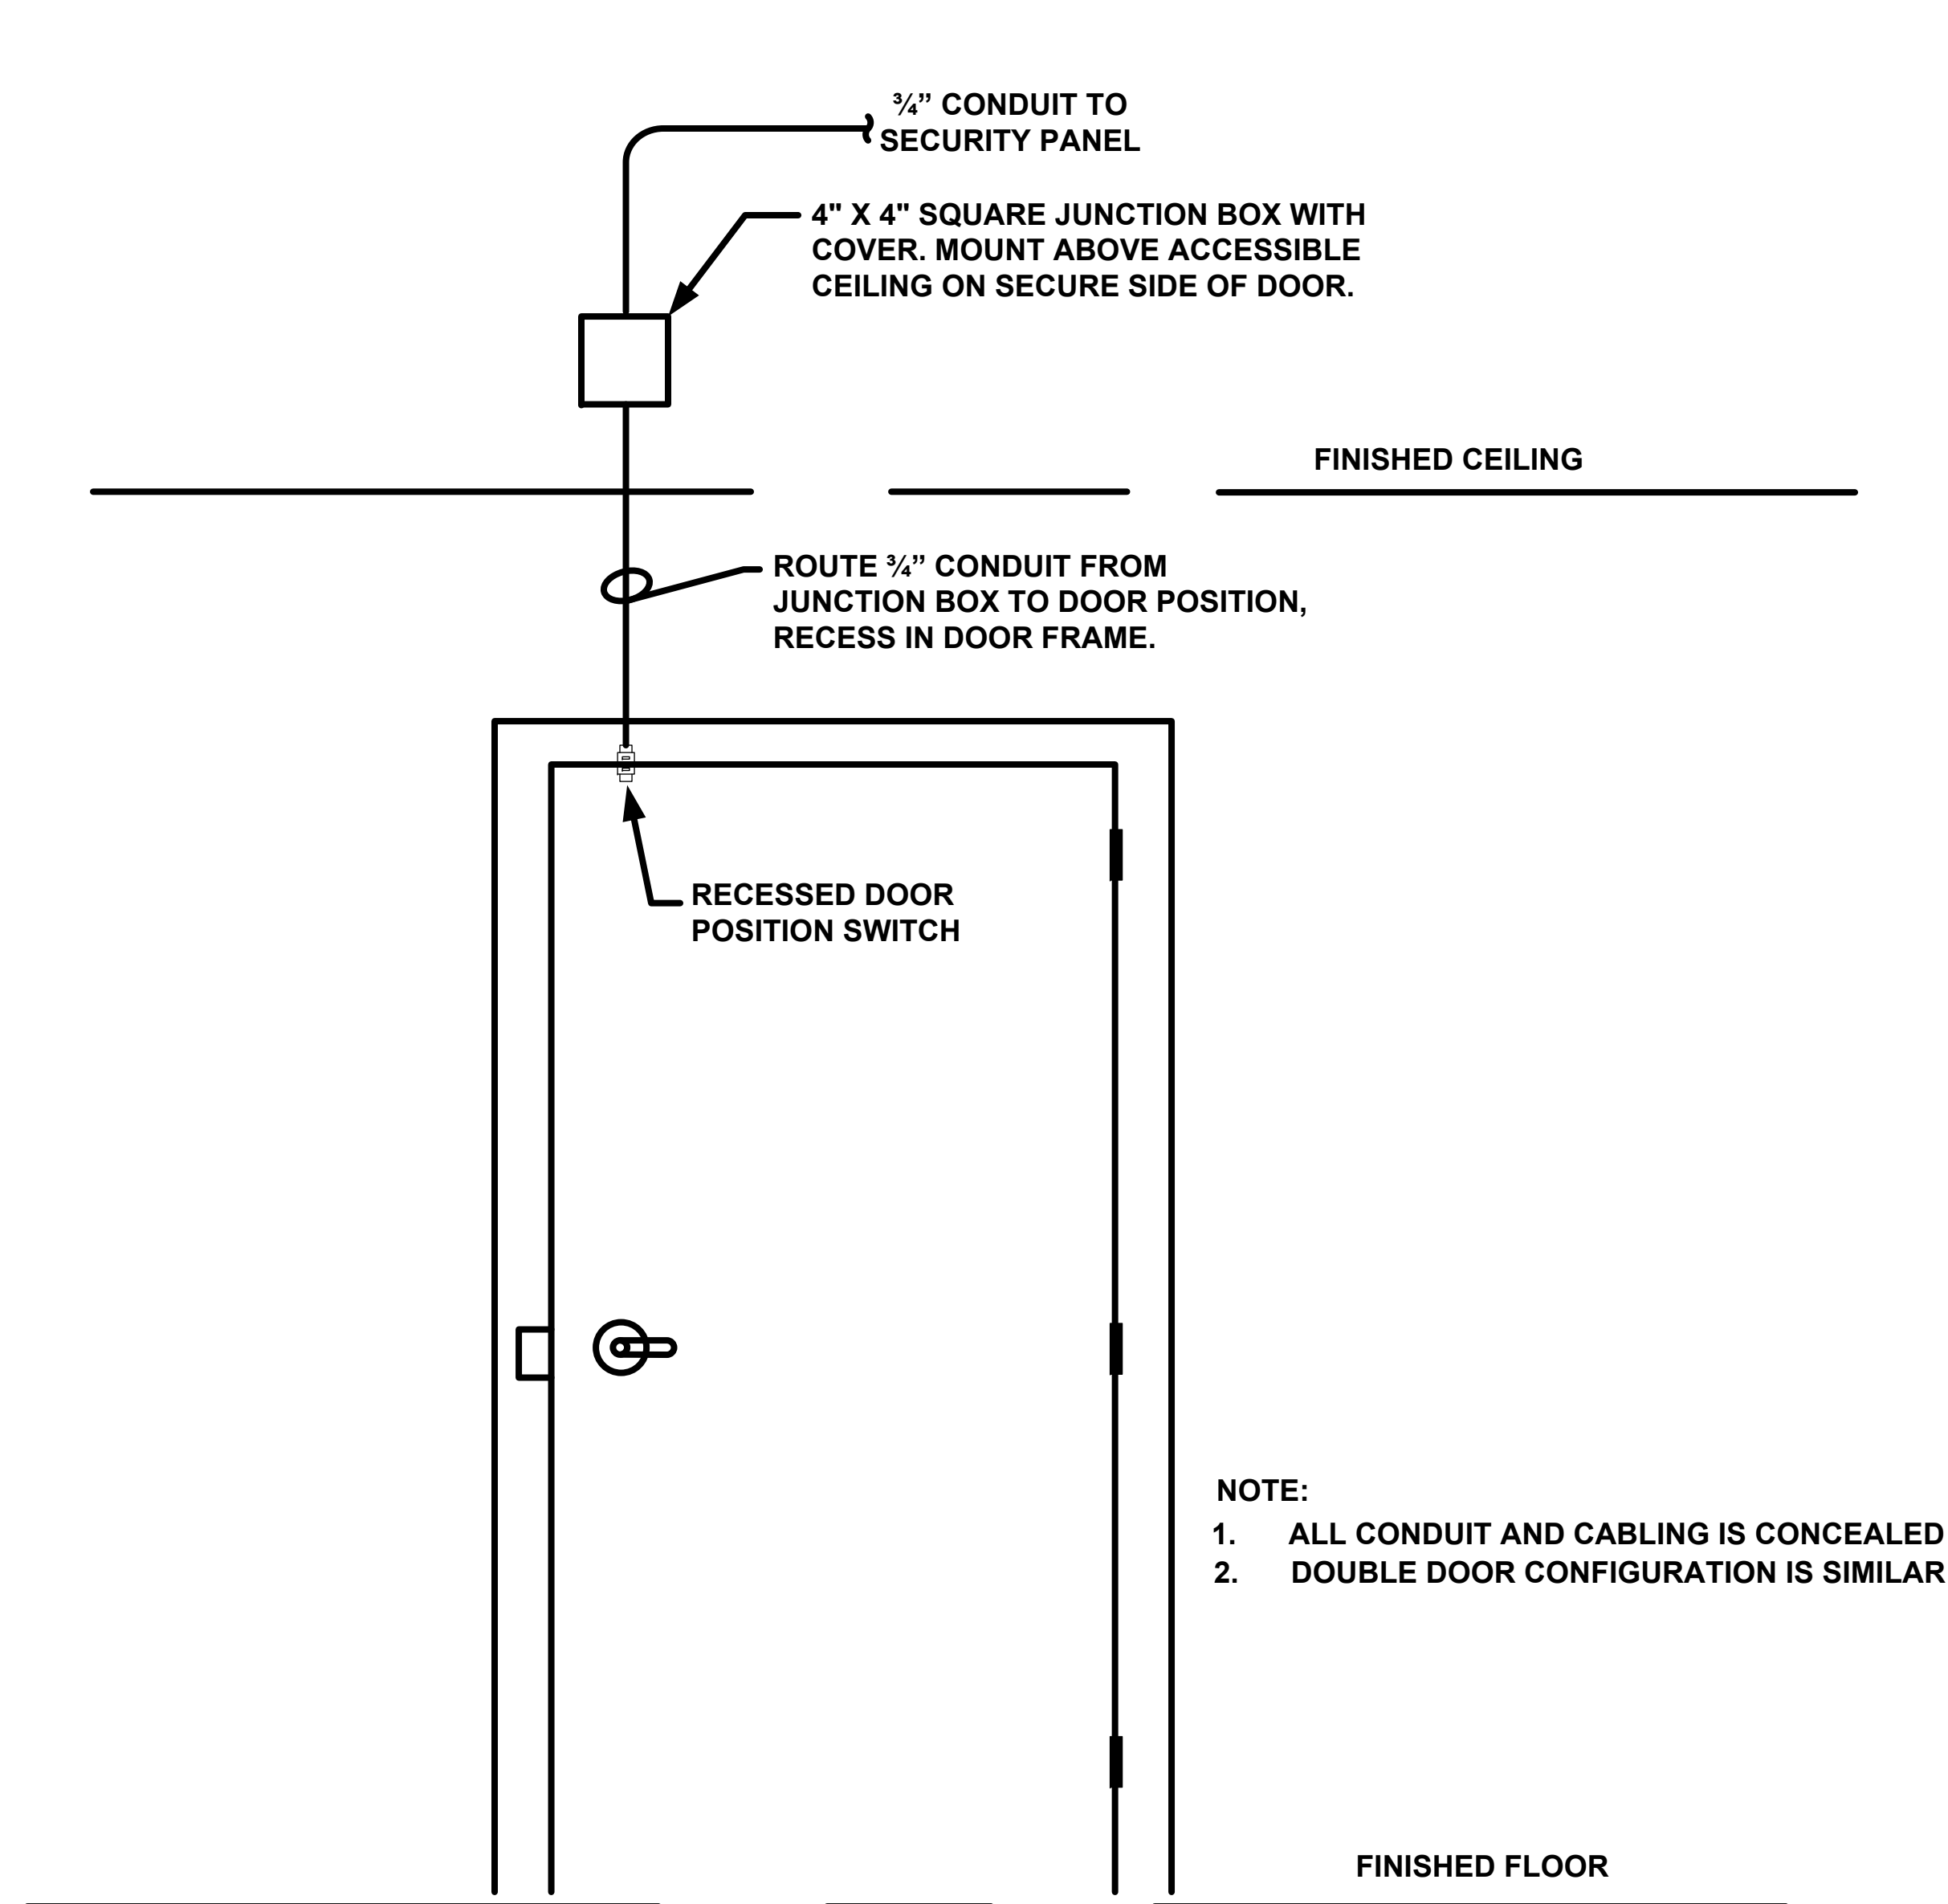 ¾” CONDUIT TO
SECURITY PANEL
4" X 4" SQUARE JUNCTION BOX WITH
COVER. MOUNT ABOVE ACCESSIBLE
CEILING ON SECURE SIDE OF DOOR.
FINISHED CEILING
ROUTE ¾” CONDUIT FROM
JUNCTION BOX TO DOOR POSITION,
RECESS IN DOOR FRAME.
RECESSED DOOR
POSITION SWITCH
NOTE:
1. ALL CONDUIT AND CABLING IS CONCEALED
2. DOUBLE DOOR CONFIGURATION IS SIMILAR
FINISHED FLOOR